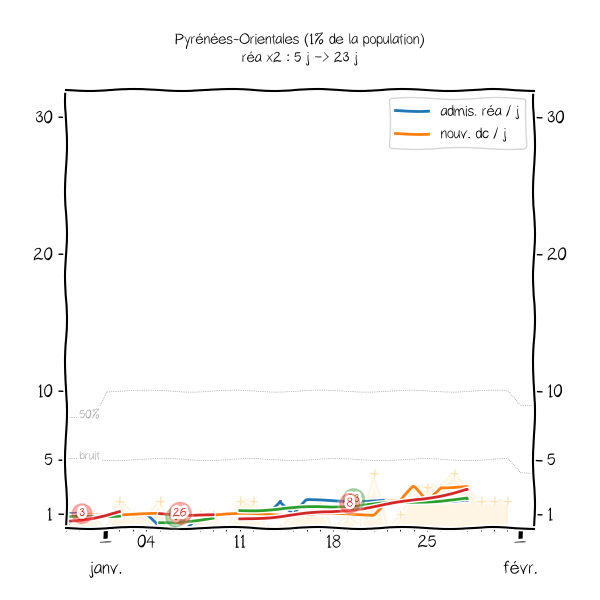 Pyrénées-Orientales (1% de la population)
réa x2 : 5 j -> 23 j
admis. réa / j
nouv. dc / j
30
30
20
20
10
10
50%
bruit
5
5
3
26
8
1
1
04
11
18
25
janv.
févr.